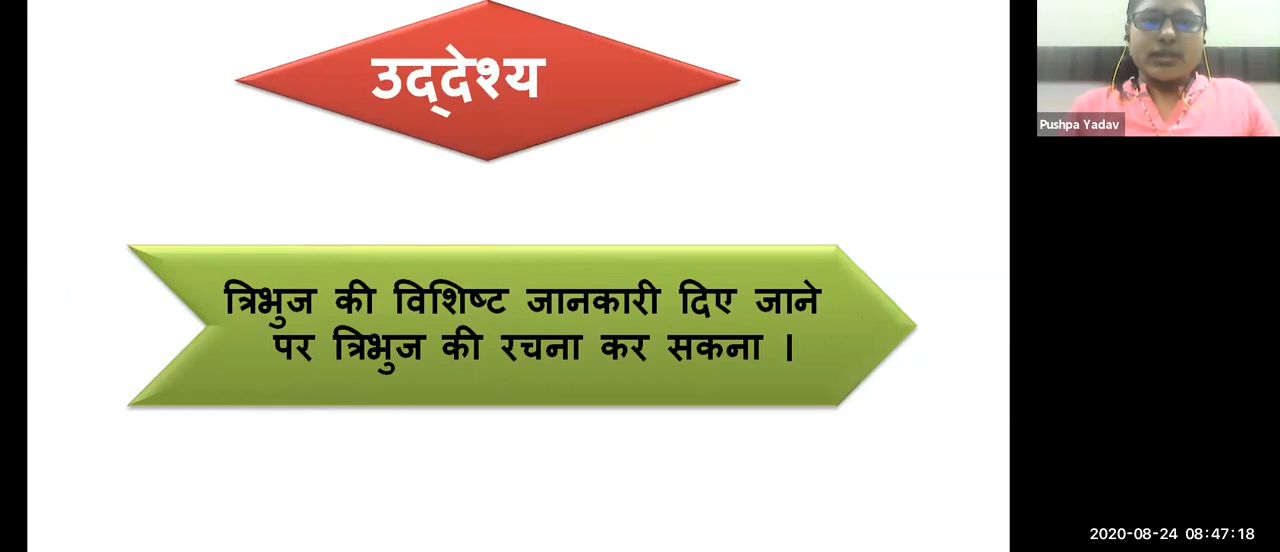 उद्देश्य
त्रिभुज की विशिष्ट जानकारी दिए जाने
पर त्रिभुज की रचना कर सकना ।
Pushpa Yadav
2020-08-24 08:47:18